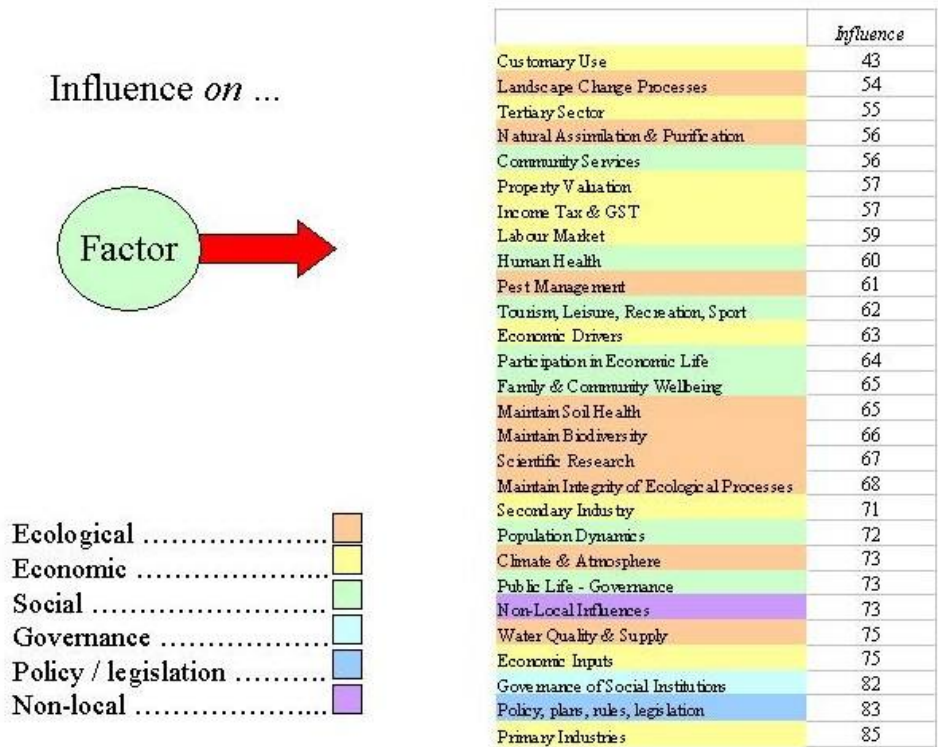 Influence on ...
Factor
Ecological ......................
Economic ......................
Social ............................
Governance ...................
Policy / legislation ..........
Non-local ......................
Influence
Customary Use 43
Landscape Change Processes 54
Tertiary Sector 55
Natural Assimilation & Purification 56
Community Services 56
Property Valuation 57
Income Tax & GST 57
Labour Market 59
Human Health 60
Pest Management 61
Tourism, Leisure, Recreation, Sport 62
Economic Drivers 63
Participation in Economic Life 64
Family & Community Wellbeing 65
Maintain Soil Health 65
Maintain Biodiversity 66
Scientific Research 67
Maintain Integrity of Ecological Processes 68
Secondary Industry 71
Population Dynamics 72
Climate & Atmosphere 73
Public Life - Governance 73
Non-Local Influences 73
Water Quality & Supply 75
Economic Inputs 75
Governance of Social Institutions 82
Policy, plans, rules, legislation 83
Primary Industries 85